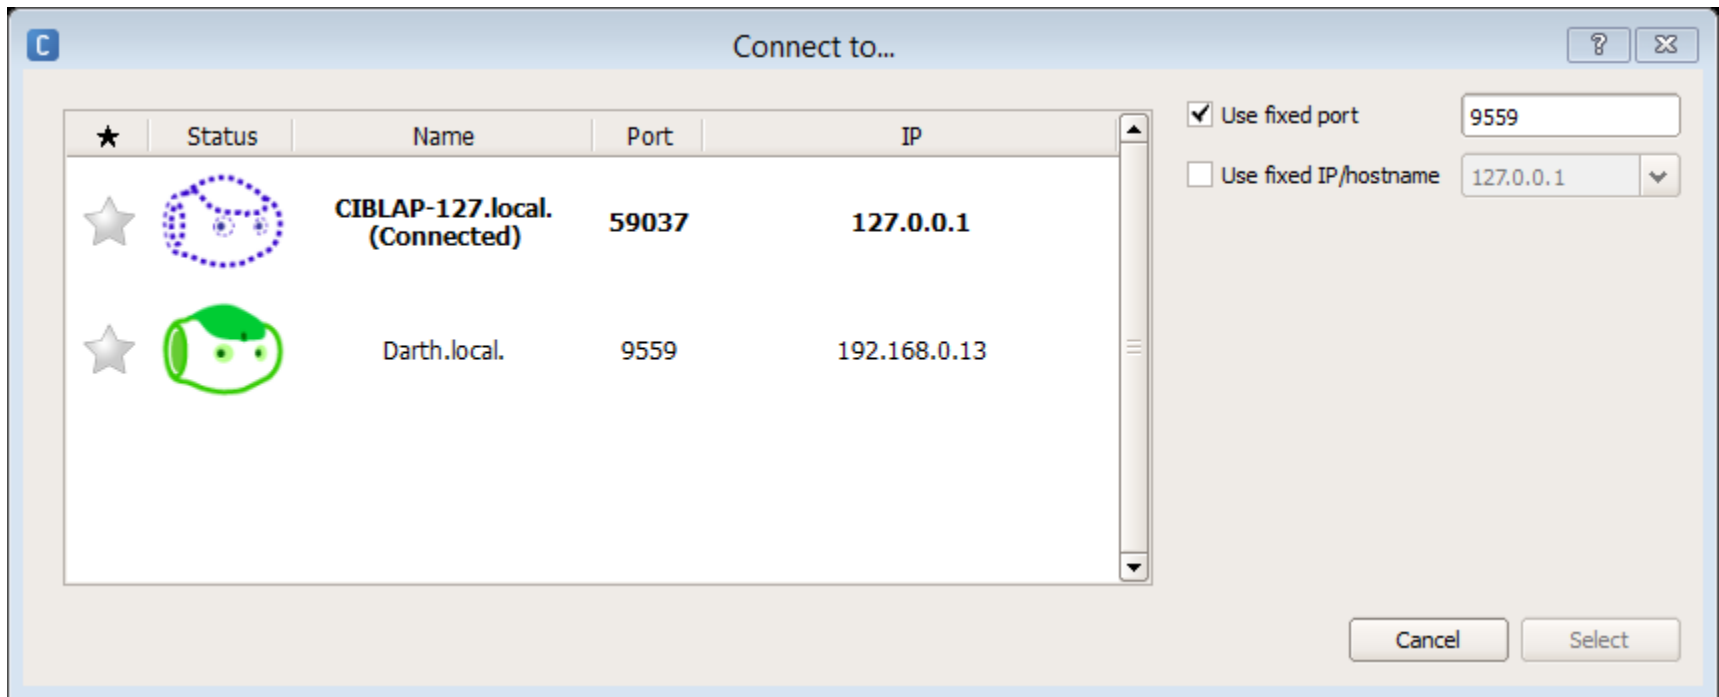 C
Connect to...
★ Status Name Port IP
CIBLAP-127.local.
(Connected) 59037 127.0.0.1
Darth.local. 9559 192.168.0.13
Use fixed port 9559
Use fixed IP/hostname 127.0.0.1
Cancel Select